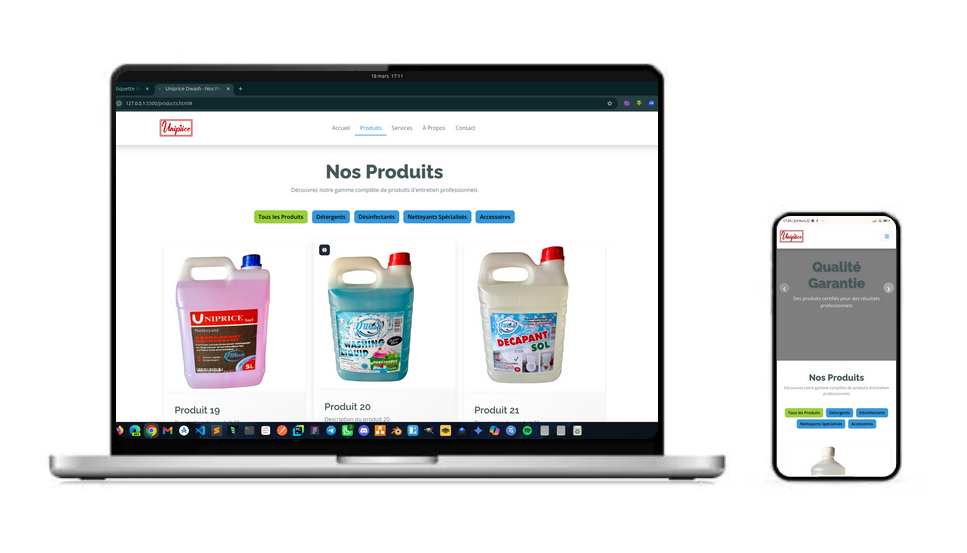 18 mars 17:11
Uniprice Dwash - Nos P
127.0.0.1:5500/products.html#
Uniprice
Accueil
Produits
Services
À Propos
Contact
Nos Produits
Découvrez notre gamme complète de produits d'entretien professionnels
Tous les Produits
Détergents
Désinfectants
Nettoyants Spécialisés
Accessoires
UNIPRICE Sarl
Nettoyant
5L
WASHING
LIQUID
DECAPANT
SOL
Produit 19
Produit 20
Produit 21
Description du produit 20
Uniprice
Qualité
Garantie
Des produits certifiés pour des résultats
professionnels
Nos Produits
Découvrez notre gamme complète de produits d'entretien
professionnels
Tous les Produits
Détergents
Désinfectants
Nettoyants Spécialisés
Accessoires